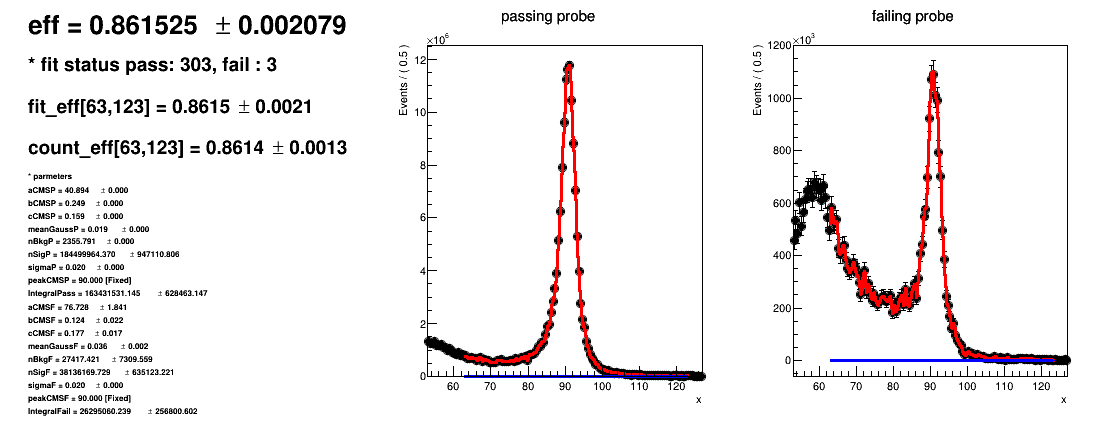 eff = 0.861525 ± 0.002079
* fit status pass: 303, fail : 3
fit_eff[63,123] = 0.8615 ± 0.0021
count_eff[63,123] = 0.8614 ± 0.0013
* parmeters
aCMSP = 40.894 ± 0.000
bCMSP = 0.249 ± 0.000
cCMSP = 0.159 ± 0.000
meanGaussP = 0.019 ± 0.000
nBkgP = 2355.791 ± 0.000
nSigP = 184499964.370 ± 947110.806
sigmaP = 0.020 ± 0.000
peakCMSP = 90.000 [Fixed]
IntegralPass = 163431531.145 ± 628463.147
aCMSF = 76.728 ± 1.841
bCMSF = 0.124 ± 0.022
cCMSF = 0.177 ± 0.017
meanGaussF = 0.036 ± 0.002
nBkgF = 27417.421 ± 7309.559
nSigF = 38136169.729 ± 635123.221
sigmaF = 0.020 ± 0.000
peakCMSF = 90.000 [Fixed]
IntegralFail = 26295060.239 ± 256800.602
passing probe
×10⁶
Events / ( 0.5 )
12
10
8
6
4
2
0
60 70 80 90 100 110 120
x
failing probe
×10³
Events / ( 0.5 )
1200
1000
800
600
400
200
0
60 70 80 90 100 110 120
x